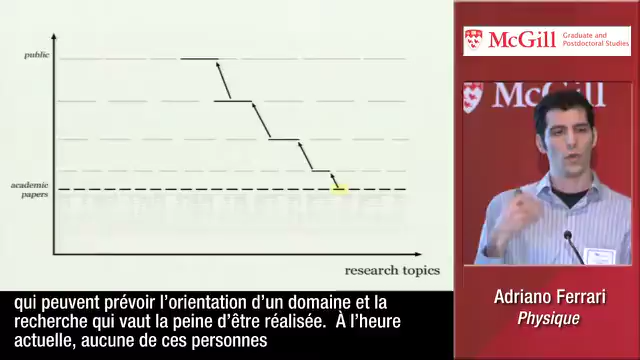 public
academic
papers
research topics
McGill
Graduate and
Postdoctoral Studies
McGill
qui peuvent prévoir l'orientation d'un domaine et la
recherche qui vaut la peine d'être réalisée.  À l'heure
actuelle, aucune de ces personnes
Adriano Ferrari
Physique